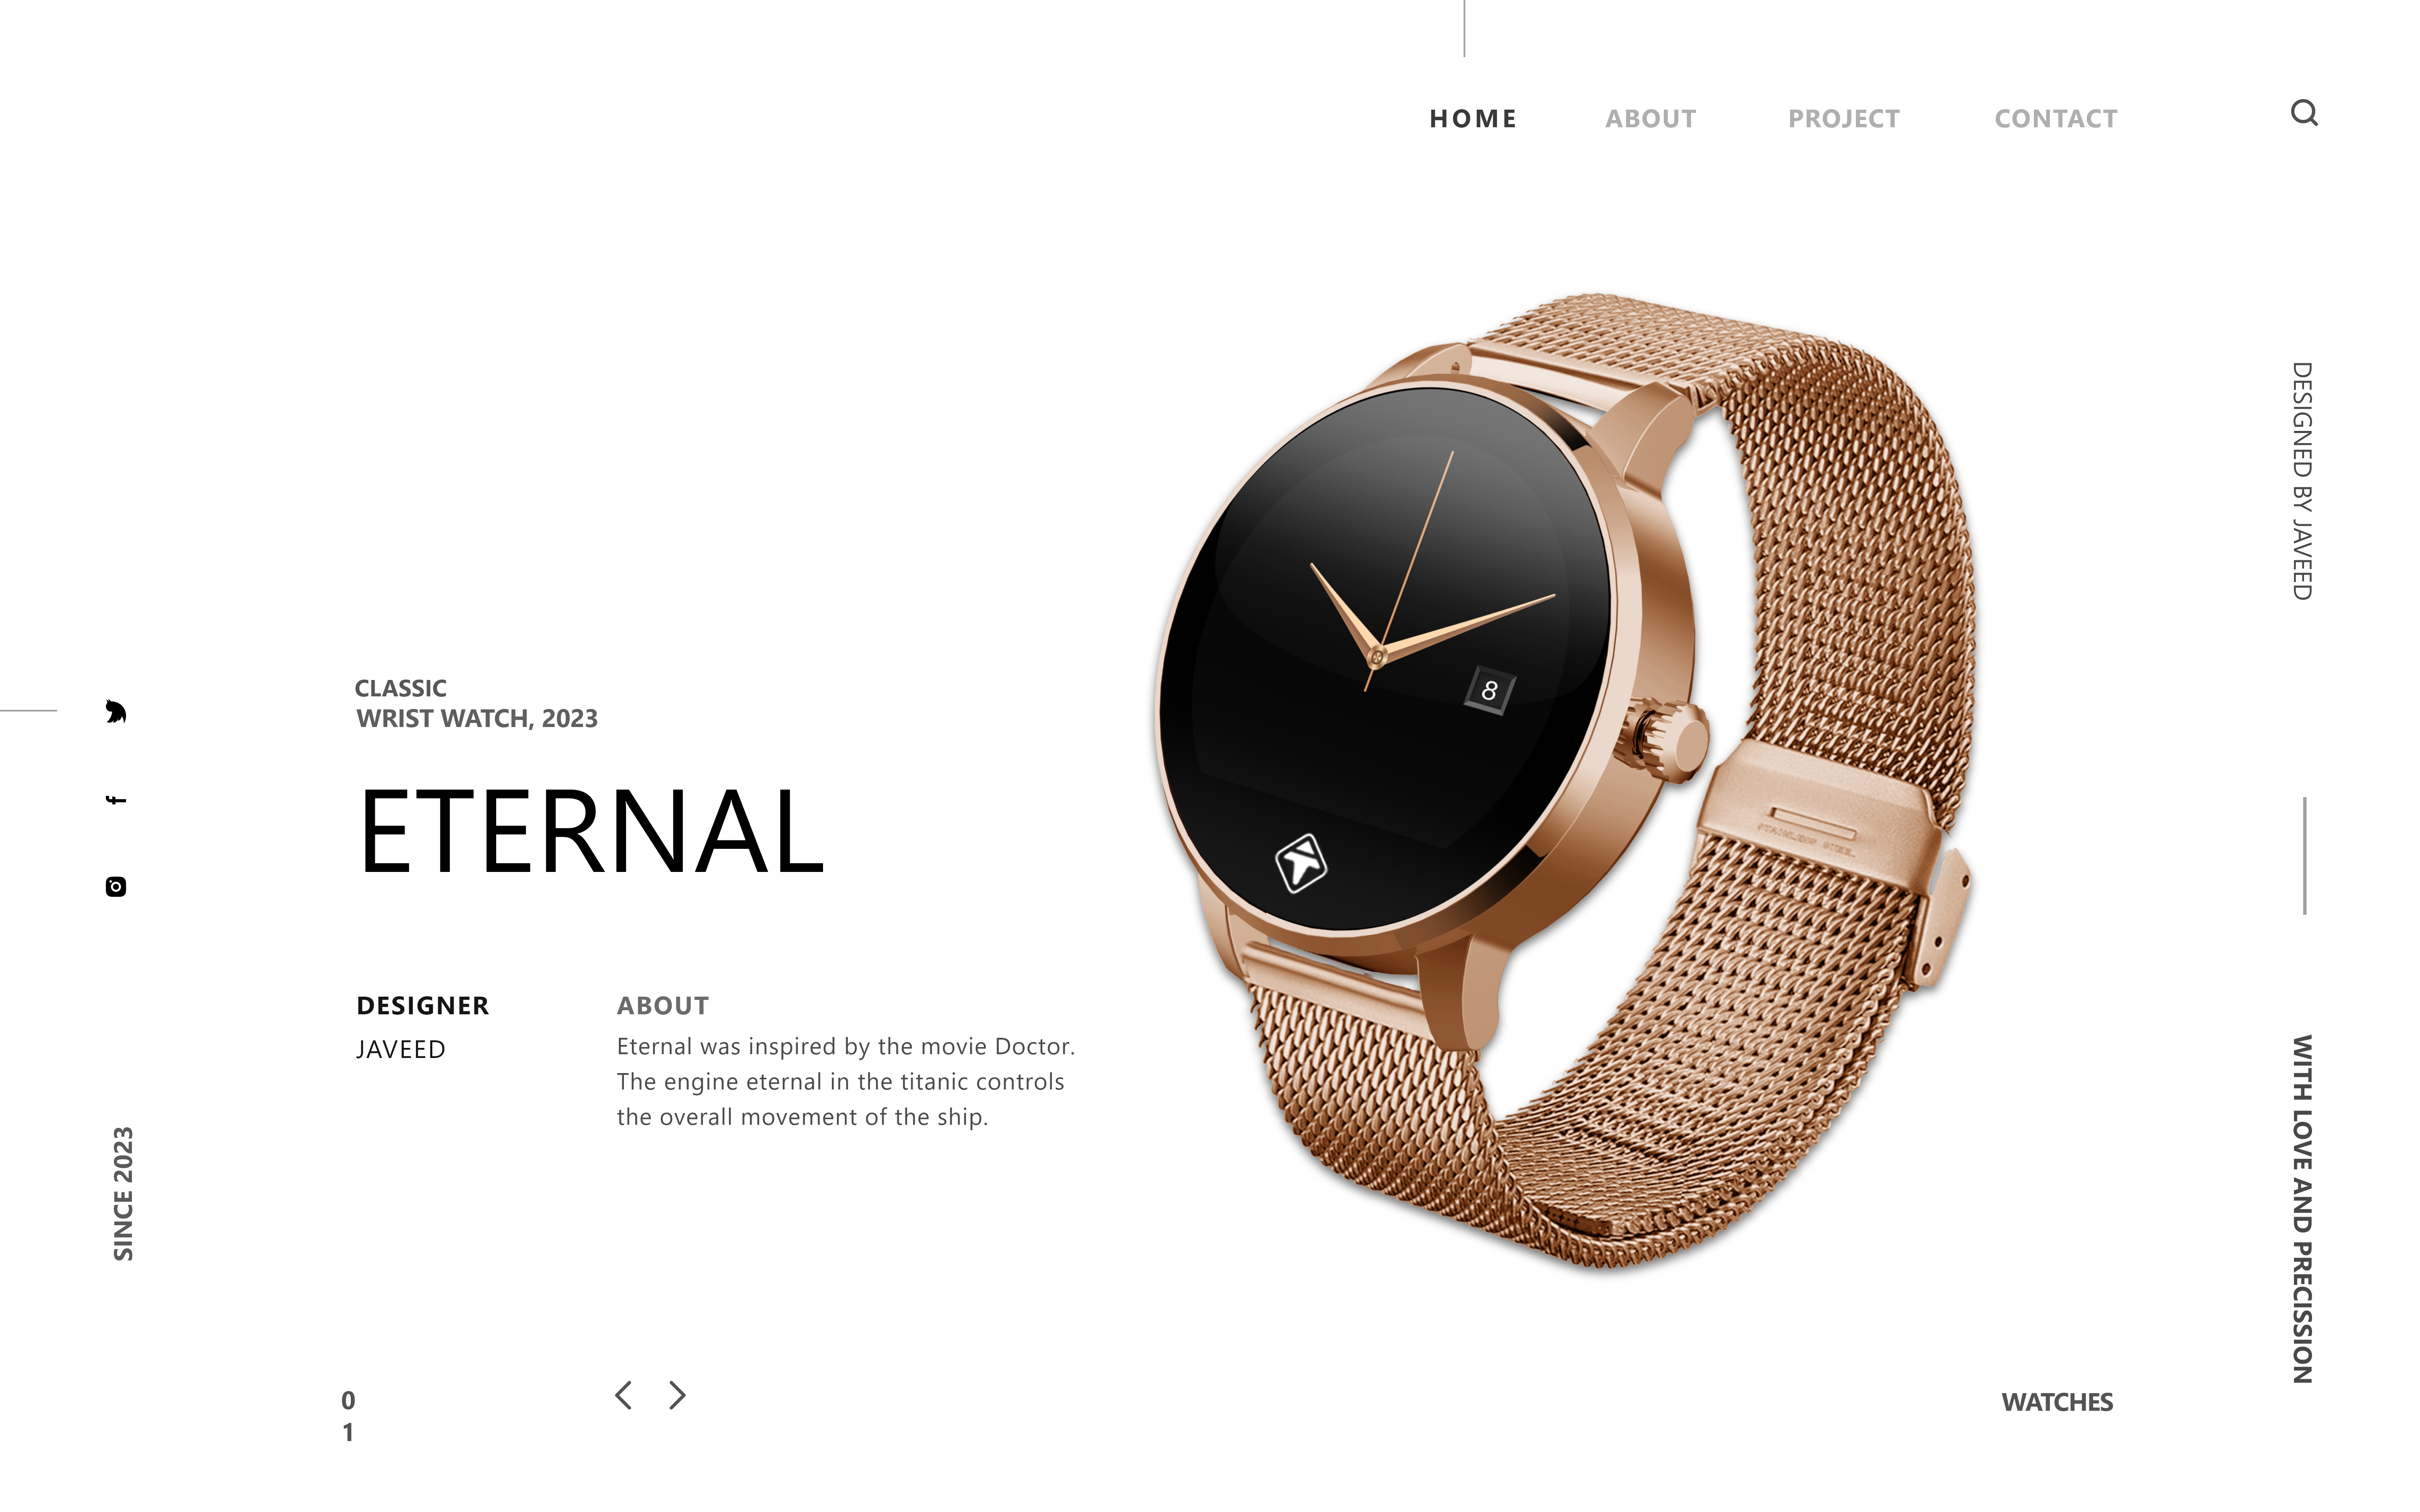 HOME
ABOUT
PROJECT
CONTACT
DESIGNED BY JAVEED
CLASSIC
WRIST WATCH, 2023
ETERNAL
8
STAINLESS STEEL
DESIGNER
JAVEED
ABOUT
Eternal was inspired by the movie Doctor.
The engine eternal in the titanic controls
the overall movement of the ship.
SINCE 2023
WITH LOVE AND PRECISSION
0
1
WATCHES